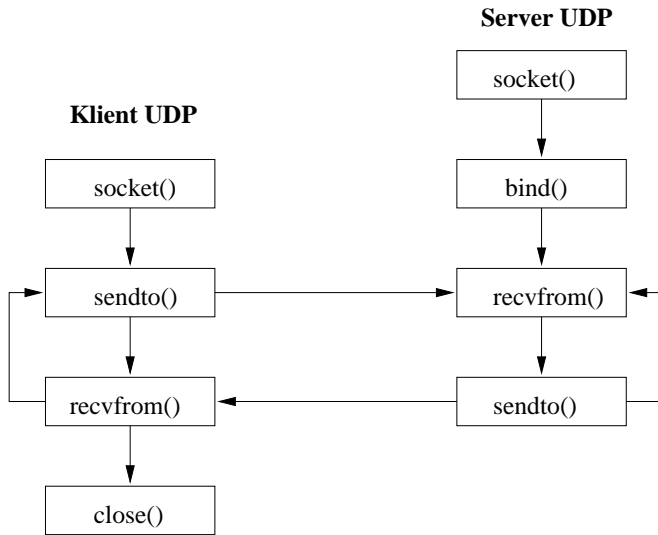 Server UDP
socket()
Klient UDP
socket()
bind()
sendto()
recvfrom()
recvfrom()
sendto()
close()